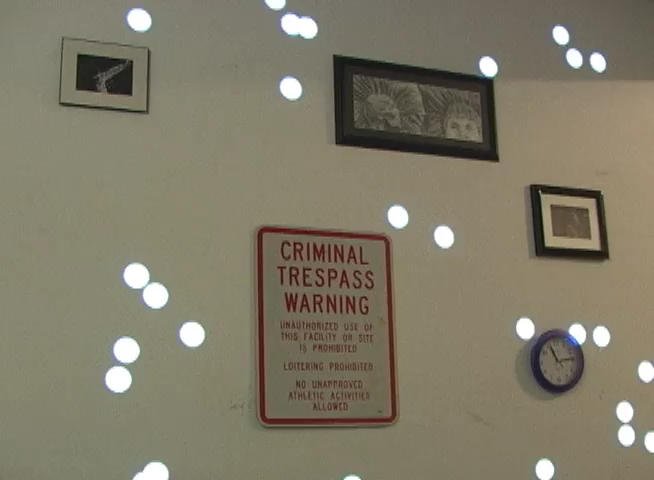 CRIMINAL
TRESPASS
WARNING
UNAUTHORIZED USE OF
THIS FACILITY OR SITE
IS PROHIBITED
LOITERING PROHIBITED
NO UNAPPROVED
ATHLETIC ACTIVITIES
ALLOWED